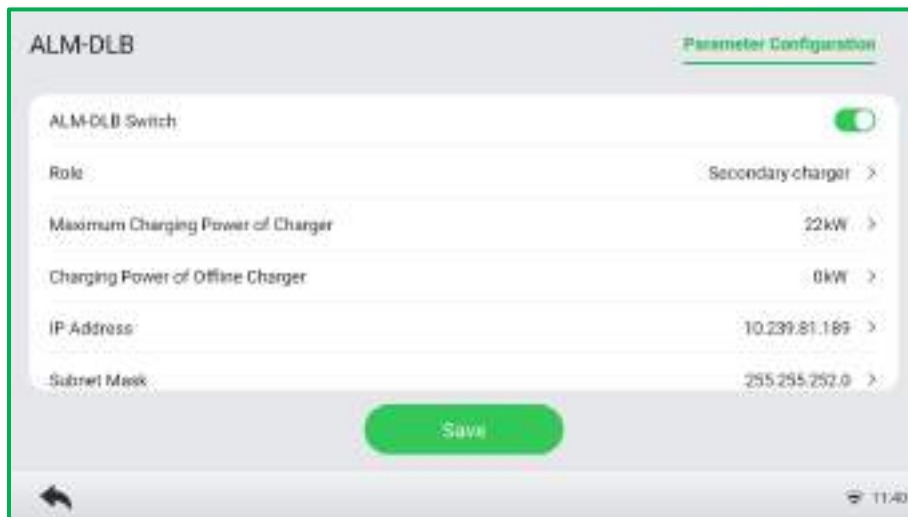 ALM-DLB
Parameter Configuration
ALM-DLB Switch
Role Secondary charger >
Maximum Charging Power of Charger 22kW >
Charging Power of Offline Charger 0kW >
IP Address 10.239.81.189 >
Subnet Mask 255.255.252.0 >
Save
11:40